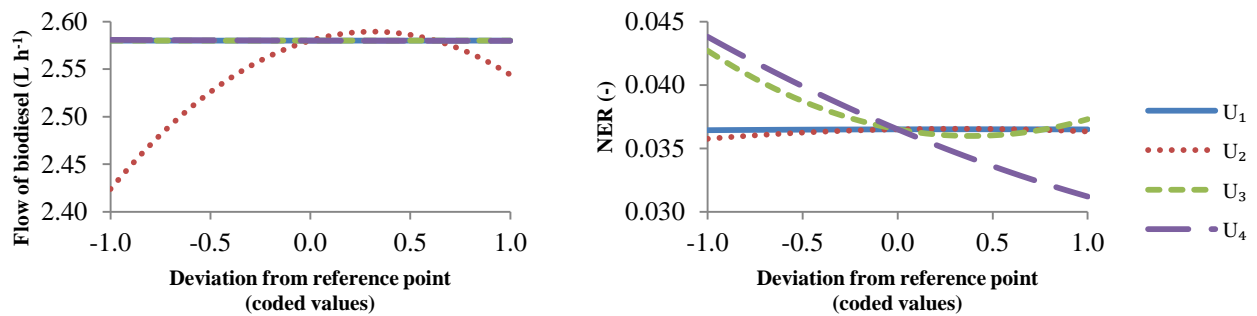 Flow of biodiesel (L h-1)
2.60
2.55
2.50
2.45
2.40
-1.0 -0.5 0.0 0.5 1.0
Deviation from reference point
(coded values)
NER (-)
0.045
0.040
0.035
0.030
-1.0 -0.5 0.0 0.5 1.0
Deviation from reference point
(coded values)
U₁
U₂
U₃
U₄